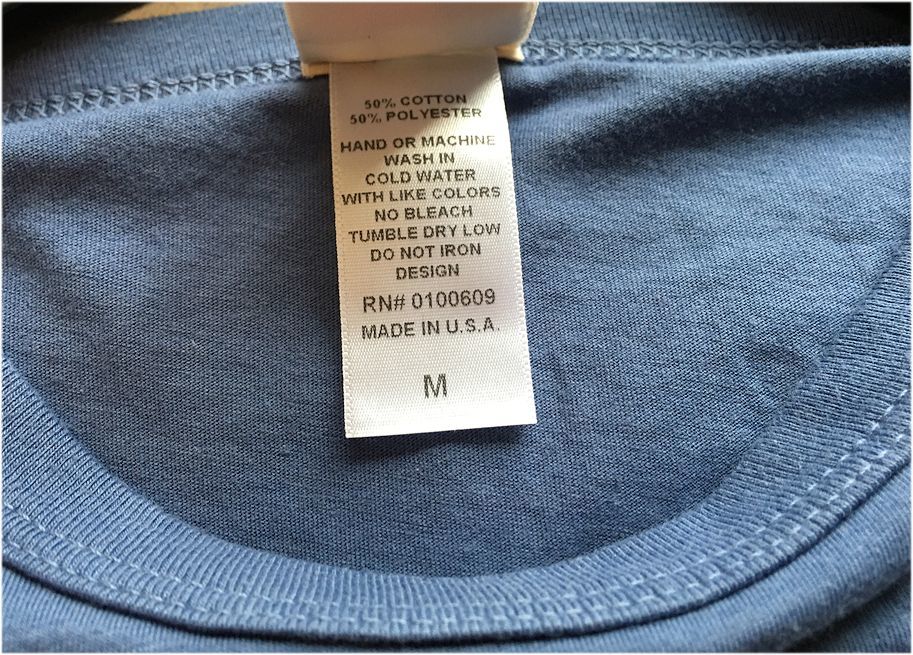 50% COTTON
50% POLYESTER
HAND OR MACHINE
WASH IN
COLD WATER
WITH LIKE COLORS
NO BLEACH
TUMBLE DRY LOW
DO NOT IRON
DESIGN
RN# 0100609
MADE IN U.S.A.
M